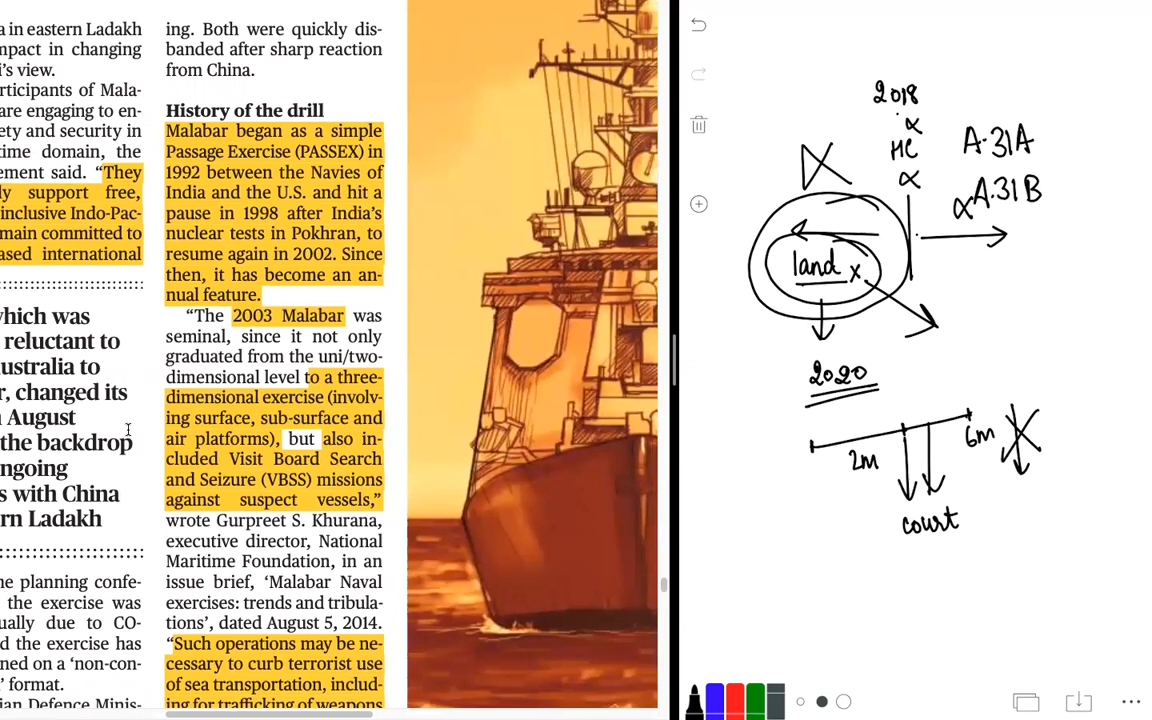 a in eastern Ladakh
mpact in changing
i's view.
rticipants of Mala-
are engaging to en-
ety and security in
time domain, the
ement said. “They
ly support free,
inclusive Indo-Pac-
main committed to
ased international
which was
reluctant to
ustralia to
r, changed its
n August
the backdrop
ngoing
s with China
rn Ladakh
he planning confe-
the exercise was
ually due to CO-
d the exercise has
ned on a ‘non-con-
’ format.
ian Defence Minis-
ing. Both were quickly dis-
banded after sharp reaction
from China.
History of the drill
Malabar began as a simple
Passage Exercise (PASSEX) in
1992 between the Navies of
India and the U.S. and hit a
pause in 1998 after India's
nuclear tests in Pokhran, to
resume again in 2002. Since
then, it has become an an-
nual feature.
“The 2003 Malabar was
seminal, since it not only
graduated from the uni/two-
dimensional level to a three-
dimensional exercise (involv-
ing surface, sub-surface and
air platforms), but also in-
cluded Visit Board Search
and Seizure (VBSS) missions
against suspect vessels,”
wrote Gurpreet S. Khurana,
executive director, National
Maritime Foundation, in an
issue brief, ‘Malabar Naval
exercises: trends and tribula-
tions’, dated August 5, 2014.
“Such operations may be ne-
cessary to curb terrorist use
of sea transportation, includ-
ing for trafficking of weapons
2018
HC
A.31A
A.31B
land x
2020
2m
6m
court